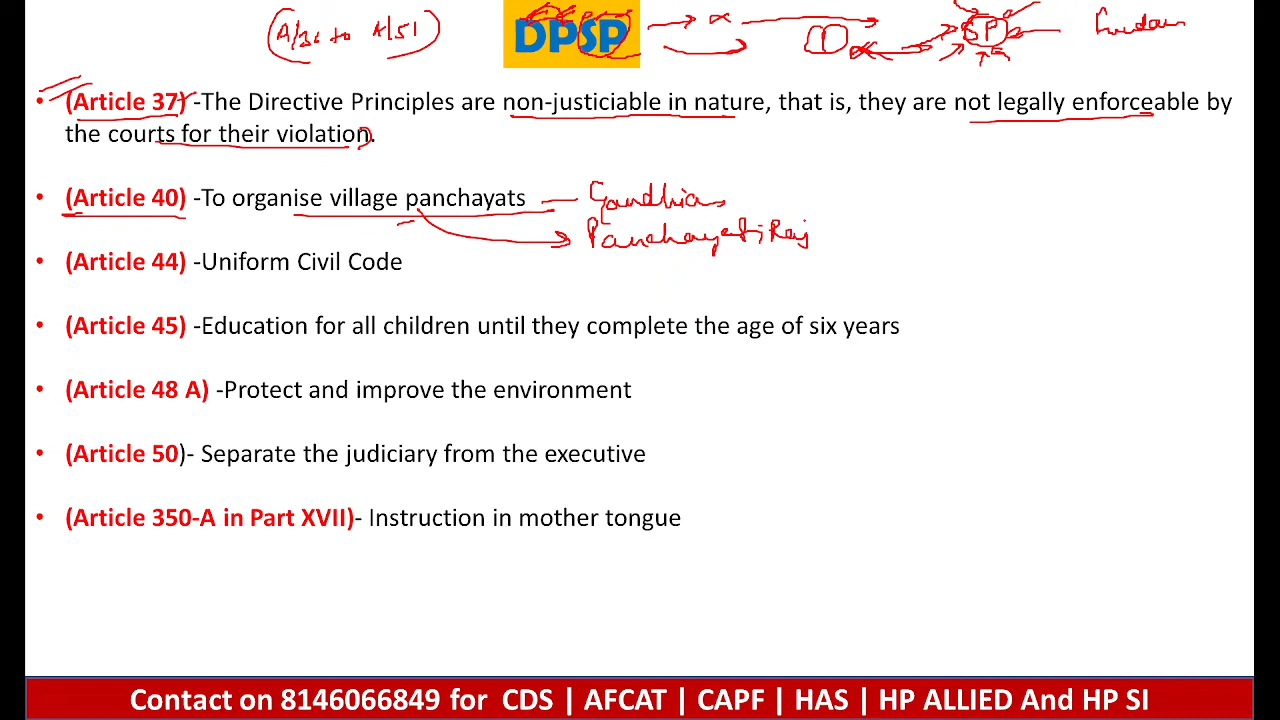 (A/36 to A/51)
DPSP
SP
• (Article 37) -The Directive Principles are non-justiciable in nature, that is, they are not legally enforceable by
the courts for their violation.
• (Article 40) -To organise village panchayats — Gandhian
Panchayati Raj
• (Article 44) -Uniform Civil Code
• (Article 45) -Education for all children until they complete the age of six years
• (Article 48 A) -Protect and improve the environment
• (Article 50)- Separate the judiciary from the executive
• (Article 350-A in Part XVII)- Instruction in mother tongue
Contact on 8146066849 for CDS | AFCAT | CAPF | HAS | HP ALLIED And HP SI